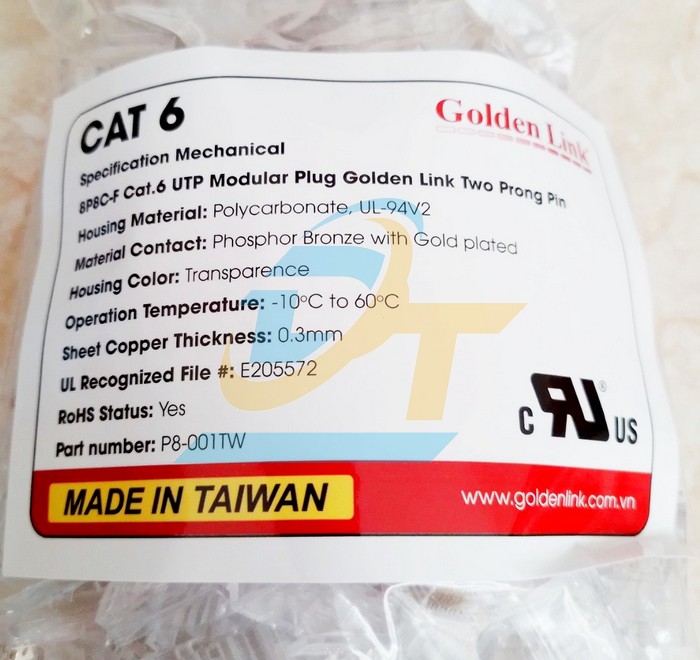 CAT 6
Golden Link
Specification Mechanical
8P8C-F Cat.6 UTP Modular Plug Golden Link Two Prong Pin
Housing Material: Polycarbonate, UL-94V2
Material Contact: Phosphor Bronze with Gold plated
Housing Color: Transparence
Operation Temperature: -10°C to 60°C
Sheet Copper Thickness: 0.3mm
UL Recognized File #: E205572
RoHS Status: Yes
Part number: P8-001TW
DT
C RU ® US
MADE IN TAIWAN
www.goldenlink.com.vn